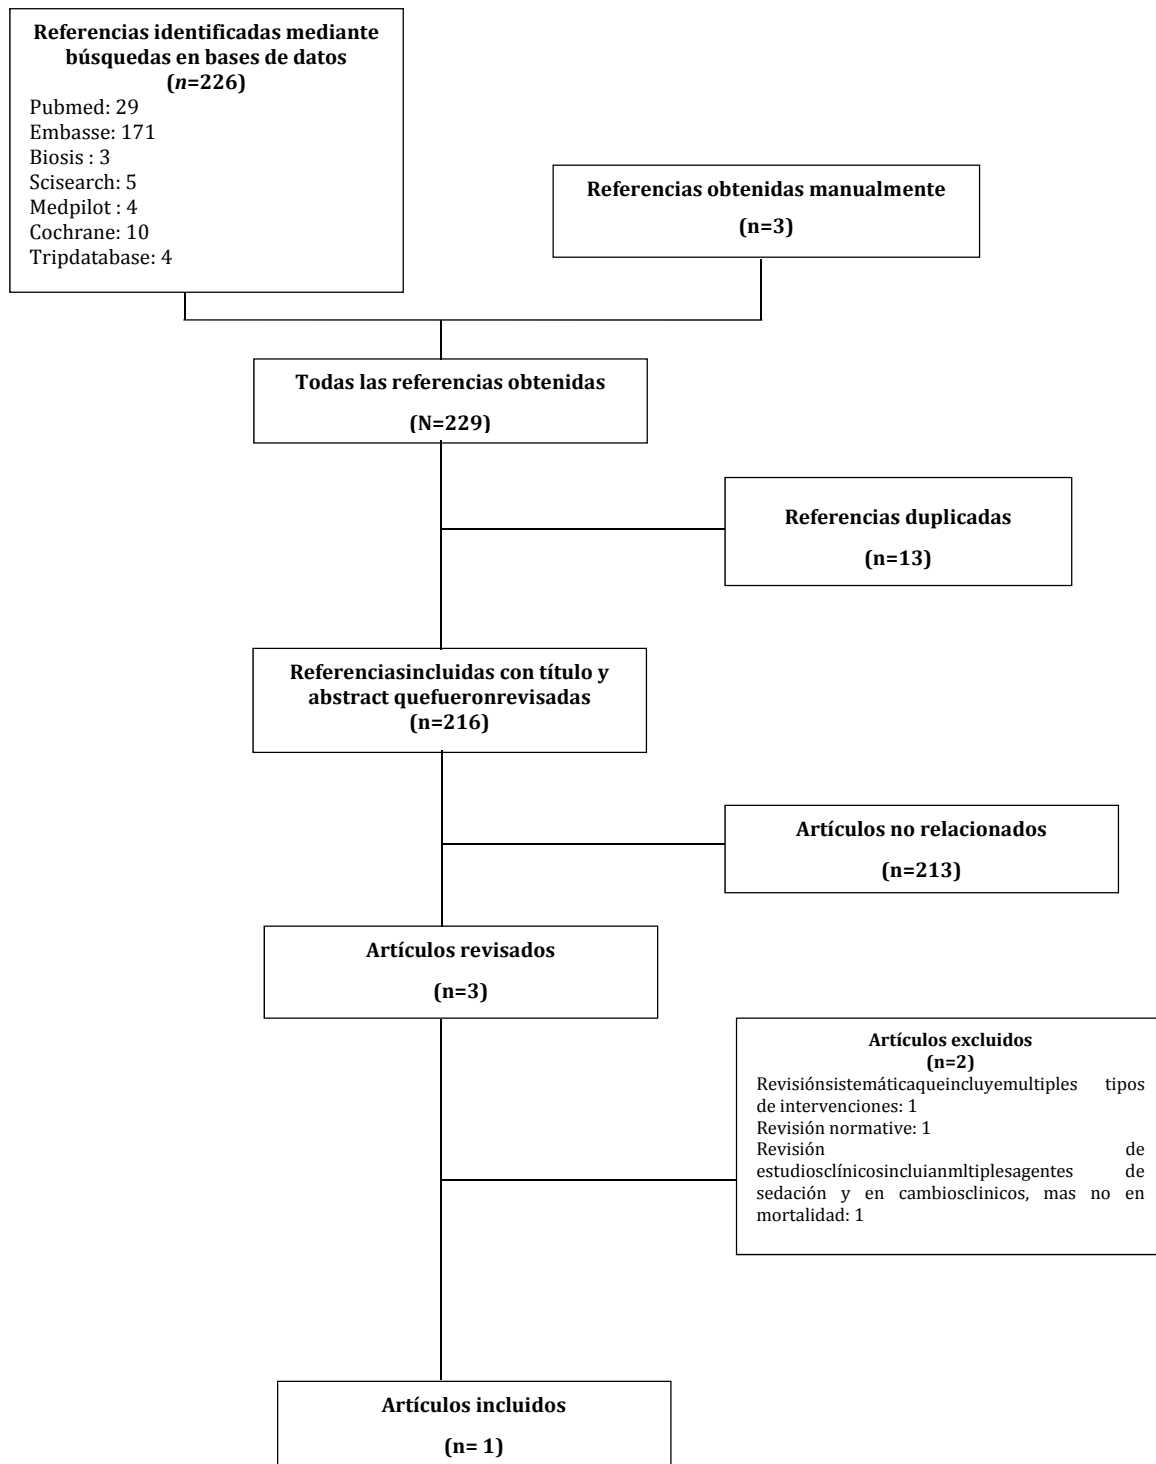 Referencias identificadas mediante
búsquedas en bases de datos
(n=226)
Pubmed: 29
Embasse: 171
Biosis : 3
Scisearch: 5
Medpilot : 4
Cochrane: 10
Tripdatabase: 4
Referencias obtenidas manualmente
(n=3)
Todas las referencias obtenidas
(N=229)
Referencias duplicadas
(n=13)
Referenciasincluidas con título y
abstract quefueronrevisadas
(n=216)
Artículos no relacionados
(n=213)
Artículos revisados
(n=3)
Artículos excluidos
(n=2)
Revisiónsistemáticaqueincluyemultiples tipos
de intervenciones: 1
Revisión normative: 1
Revisión de
estudiosclínicosincluianmltiplesagentes de
sedación y en cambiosclinicos, mas no en
mortalidad: 1
Artículos incluidos
(n= 1)